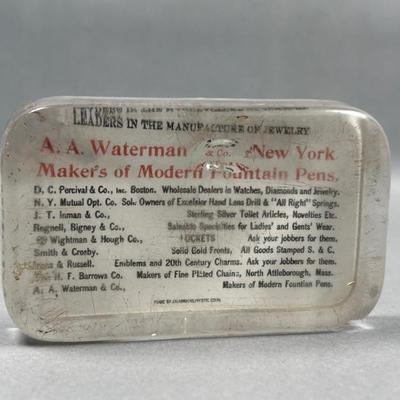 LEADERS IN THE MANUFACTURE OF JEWELRY
A. A. Waterman & Co. New York
Makers of Modern Fountain Pens.
D. C. Percival & Co., Inc. Boston. Wholesale Dealers in Watches, Diamonds and Jewelry.
N. Y. Mutual Opt. Co. Sole Owners of Excelsior Hand Lens Drill & "All Right" Springs.
J. T. Inman & Co., Sterling Silver Toilet Articles, Novelties Etc.
Regnell, Bigney & Co., Saleable Specialties for Ladies' and Gents' Wear.
Wightman & Hough Co., LOCKETS Ask your jobbers for them.
Smith & Crosby. Solid Gold Fronts, All Goods Stamped S. & C.
& Russell. Emblems and 20th Century Charms. Ask your Jobbers for them.
H. F. Barrows Co. Makers of Fine Plated Chains, North Attleborough, Mass.
A. A. Waterman & Co., Makers of Modern Fountian Pens.